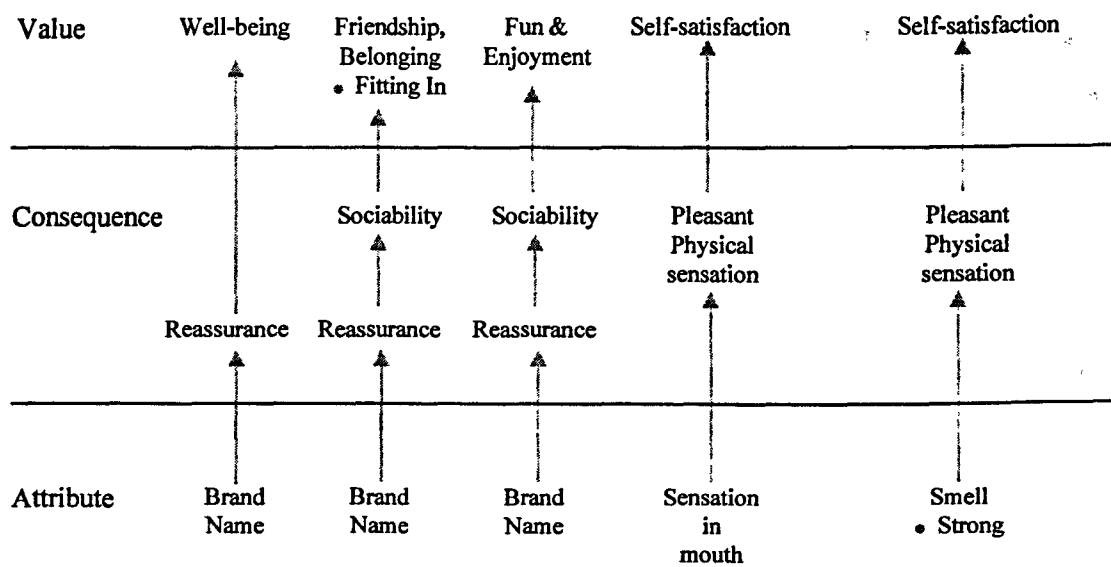 Value
Well-being
Friendship,
Belonging
• Fitting In
Fun &
Enjoyment
Self-satisfaction
Self-satisfaction
Consequence
Sociability
Sociability
Pleasant
Physical
sensation
Pleasant
Physical
sensation
Reassurance
Reassurance
Reassurance
Attribute
Brand
Name
Brand
Name
Brand
Name
Sensation
in
mouth
Smell
• Strong